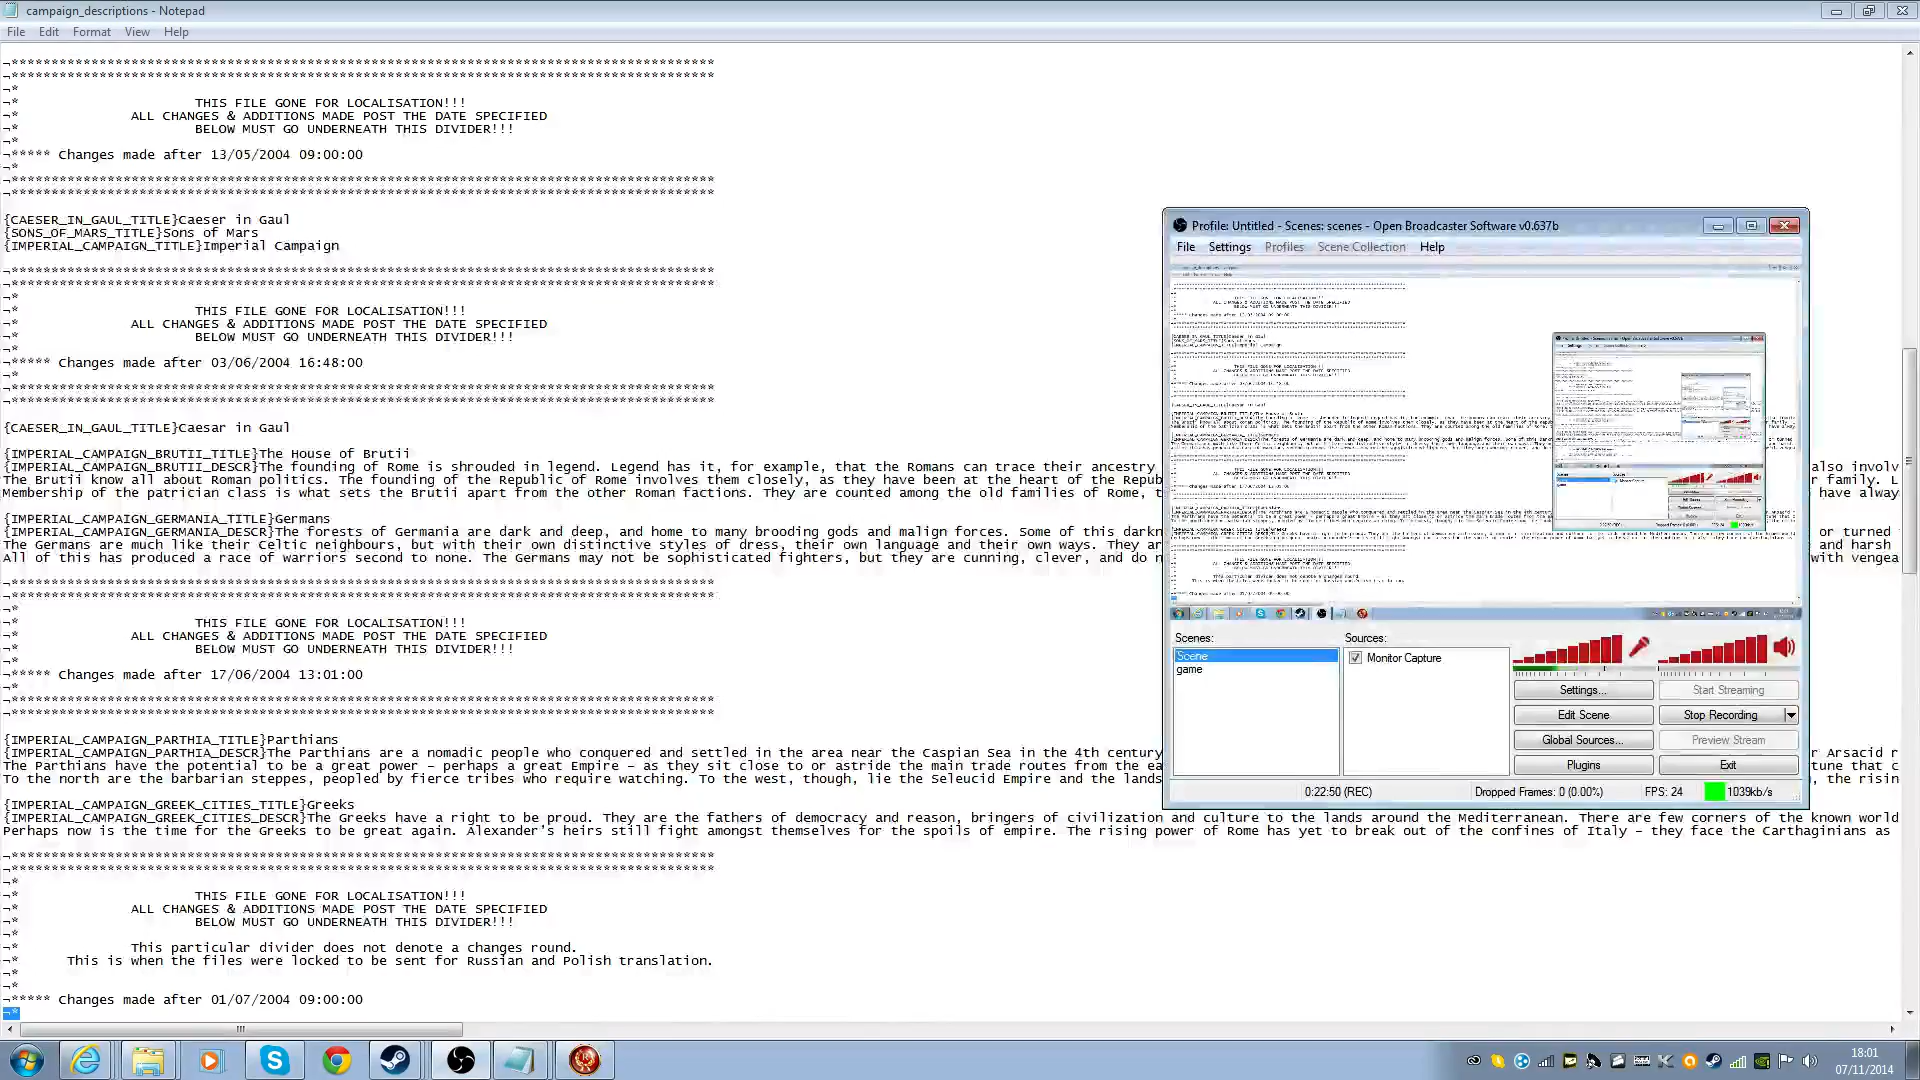 campaign_descriptions - Notepad
File Edit Format View Help
¬****************************************************************************************
¬****************************************************************************************
¬*
¬* THIS FILE GONE FOR LOCALISATION!!!
¬* ALL CHANGES & ADDITIONS MADE POST THE DATE SPECIFIED
¬* BELOW MUST GO UNDERNEATH THIS DIVIDER!!!
¬*
¬***** Changes made after 13/05/2004 09:00:00
¬*
¬****************************************************************************************
¬****************************************************************************************
{CAESER_IN_GAUL_TITLE}Caeser in Gaul
{SONS_OF_MARS_TITLE}Sons of Mars
{IMPERIAL_CAMPAIGN_TITLE}Imperial Campaign
¬****************************************************************************************
¬****************************************************************************************
¬*
¬* THIS FILE GONE FOR LOCALISATION!!!
¬* ALL CHANGES & ADDITIONS MADE POST THE DATE SPECIFIED
¬* BELOW MUST GO UNDERNEATH THIS DIVIDER!!!
¬*
¬***** Changes made after 03/06/2004 16:48:00
¬*
¬****************************************************************************************
¬****************************************************************************************
{CAESER_IN_GAUL_TITLE}Caesar in Gaul
{IMPERIAL_CAMPAIGN_BRUTII_TITLE}The House of Brutii
{IMPERIAL_CAMPAIGN_BRUTII_DESCR}The founding of Rome is shrouded in legend. Legend has it, for example, that the Romans can trace their ancestry also involv
The Brutii know all about Roman politics. The founding of the Republic of Rome involves them closely, as they have been at the heart of the Repub r family. L
Membership of the patrician class is what sets the Brutii apart from the other Roman factions. They are counted among the old families of Rome, t have alway
{IMPERIAL_CAMPAIGN_GERMANIA_TITLE}Germans
{IMPERIAL_CAMPAIGN_GERMANIA_DESCR}The forests of Germania are dark and deep, and home to many brooding gods and malign forces. Some of this darkn or turned
The Germans are much like their Celtic neighbours, but with their own distinctive styles of dress, their own language and their own ways. They ar and harsh
All of this has produced a race of warriors second to none. The Germans may not be sophisticated fighters, but they are cunning, clever, and do n with vengea
¬****************************************************************************************
¬****************************************************************************************
¬*
¬* THIS FILE GONE FOR LOCALISATION!!!
¬* ALL CHANGES & ADDITIONS MADE POST THE DATE SPECIFIED
¬* BELOW MUST GO UNDERNEATH THIS DIVIDER!!!
¬*
¬***** Changes made after 17/06/2004 13:01:00
¬*
¬****************************************************************************************
¬****************************************************************************************
{IMPERIAL_CAMPAIGN_PARTHIA_TITLE}Parthians
{IMPERIAL_CAMPAIGN_PARTHIA_DESCR}The Parthians are a nomadic people who conquered and settled in the area near the Caspian Sea in the 4th century r Arsacid r
The Parthians have the potential to be a great power – perhaps a great Empire – as they sit close to or astride the main trade routes from the ea tune that c
To the north are the barbarian steppes, peopled by fierce tribes who require watching. To the west, though, lie the Seleucid Empire and the lands , the risin
{IMPERIAL_CAMPAIGN_GREEK_CITIES_TITLE}Greeks
{IMPERIAL_CAMPAIGN_GREEK_CITIES_DESCR}The Greeks have a right to be proud. They are the fathers of democracy and reason, bringers of civilization and culture to the lands around the Mediterranean. There are few corners of the known world
Perhaps now is the time for the Greeks to be great again. Alexander's heirs still fight amongst themselves for the spoils of empire. The rising power of Rome has yet to break out of the confines of Italy – they face the Carthaginians as
¬****************************************************************************************
¬****************************************************************************************
¬*
¬* THIS FILE GONE FOR LOCALISATION!!!
¬* ALL CHANGES & ADDITIONS MADE POST THE DATE SPECIFIED
¬* BELOW MUST GO UNDERNEATH THIS DIVIDER!!!
¬*
¬* This particular divider does not denote a changes round.
¬* This is when the files were locked to be sent for Russian and Polish translation.
¬*
¬*
¬***** Changes made after 01/07/2004 09:00:00
¬*
Profile: Untitled - Scenes: scenes - Open Broadcaster Software v0.637b
File Settings Profiles Scene Collection Help
Scenes:
Scene
game
Sources:
Monitor Capture
Settings...
Start Streaming
Edit Scene
Stop Recording
Global Sources...
Preview Stream
Plugins
Exit
0:22:50 (REC)
Dropped Frames: 0 (0.00%)
FPS: 24
1039kb/s
18:01
07/11/2014